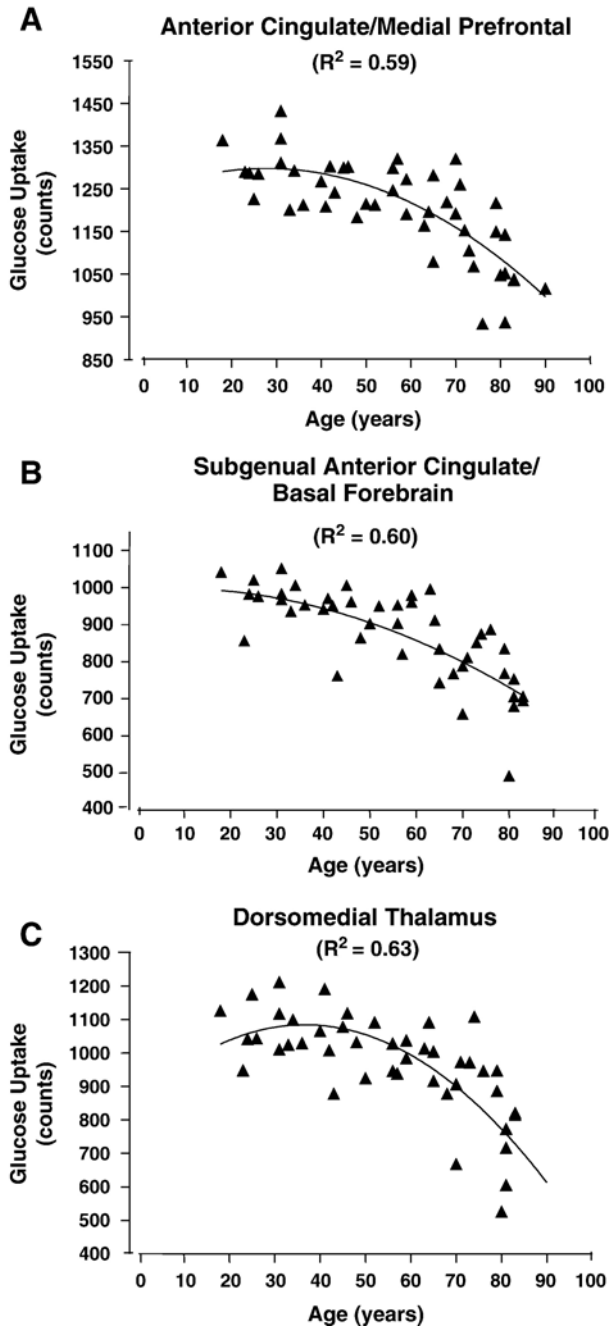 A
Anterior Cingulate/Medial Prefrontal
(R² = 0.59)
1550
1450
1350
1250
1150
1050
950
850
Glucose Uptake
(counts)
0 10 20 30 40 50 60 70 80 90 100
Age (years)
B
Subgenual Anterior Cingulate/
Basal Forebrain
(R² = 0.60)
1100
1000
900
800
700
600
500
400
Glucose Uptake
(counts)
0 10 20 30 40 50 60 70 80 90 100
Age (years)
C
Dorsomedial Thalamus
(R² = 0.63)
1300
1200
1100
1000
900
800
700
600
500
400
Glucose Uptake
(counts)
0 10 20 30 40 50 60 70 80 90 100
Age (years)